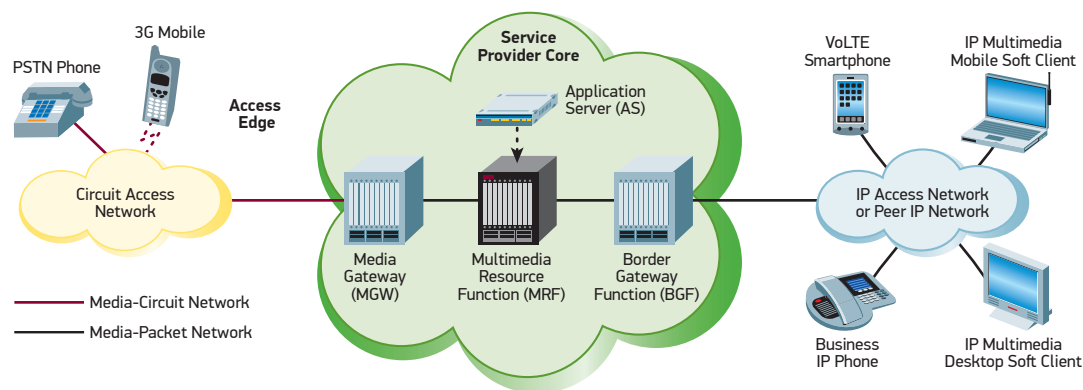 3G Mobile
PSTN Phone
Access
Edge
Circuit Access
Network
Service
Provider Core
Application
Server (AS)
Media
Gateway
(MGW)
Multimedia
Resource
Function (MRF)
Border
Gateway
Function (BGF)
VoLTE
Smartphone
IP Multimedia
Mobile Soft Client
IP Access Network
or Peer IP Network
Business
IP Phone
IP Multimedia
Desktop Soft Client
Media-Circuit Network
Media-Packet Network